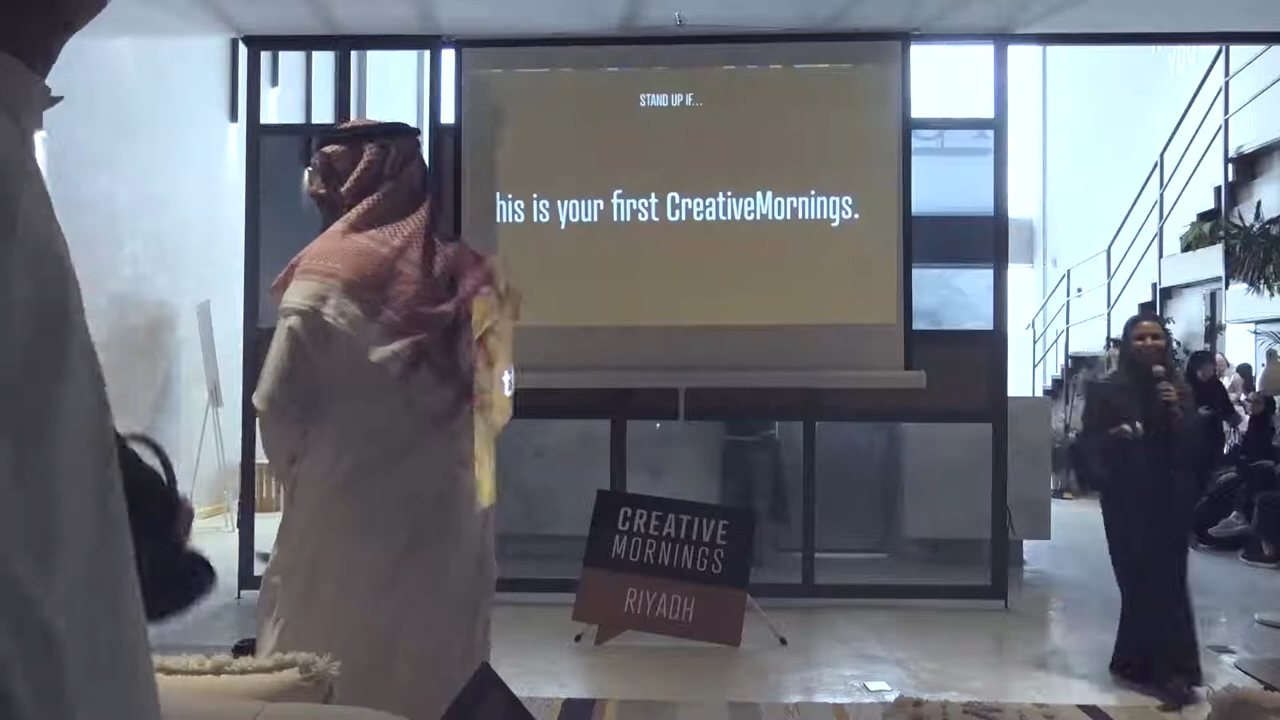 STAND UP IF...
his is your first CreativeMornings.
CREATIVE
MORNINGS
RIYADH